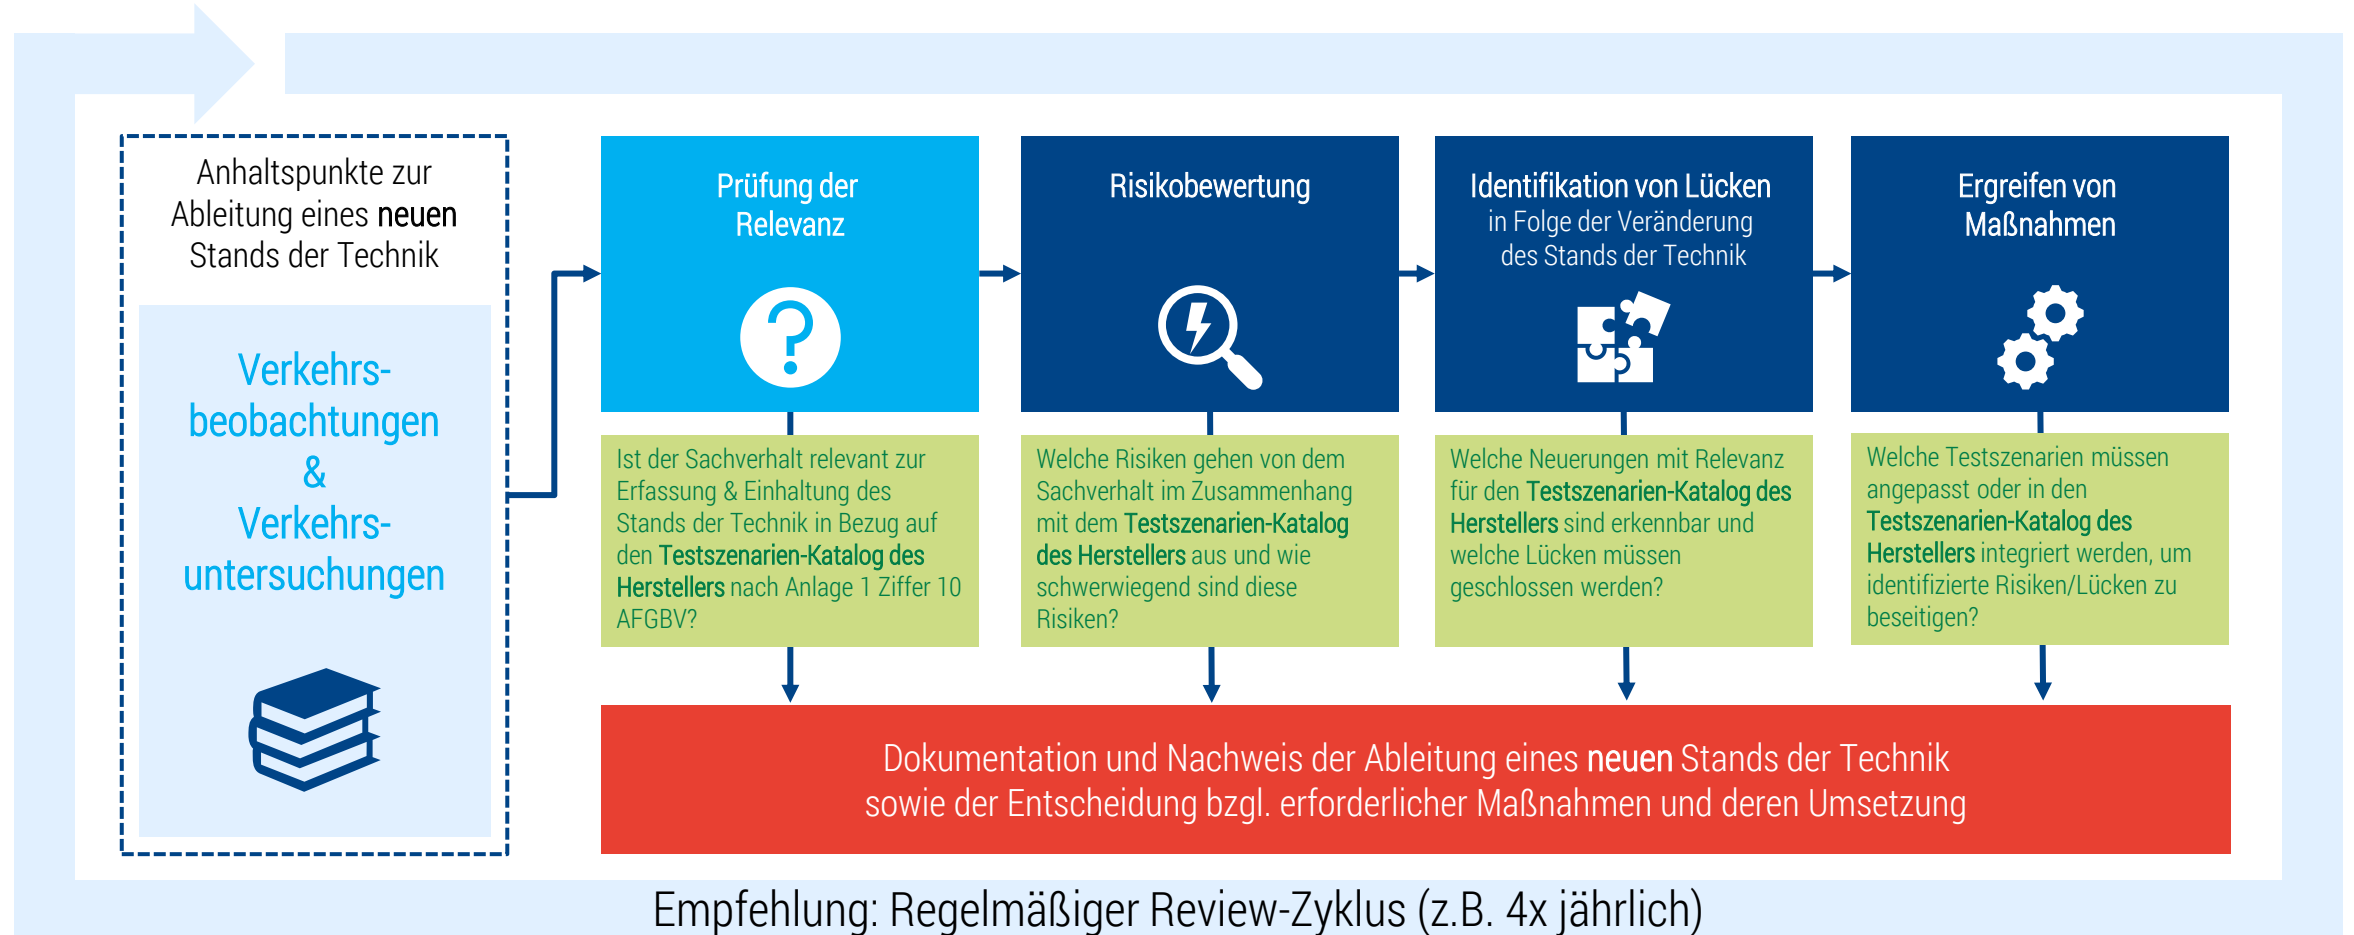 Anhaltspunkte zur
Ableitung eines neuen
Stands der Technik
Verkehrs-
beobachtungen
&
Verkehrs-
untersuchungen
Prüfung der
Relevanz
Ist der Sachverhalt relevant zur
Erfassung & Einhaltung des
Stands der Technik in Bezug auf
den Testszenarien-Katalog des
Herstellers nach Anlage 1 Ziffer 10
AFGBV?
Risikobewertung
Welche Risiken gehen von dem
Sachverhalt im Zusammenhang
mit dem Testszenarien-Katalog
des Herstellers aus und wie
schwerwiegend sind diese
Risiken?
Identifikation von Lücken
in Folge der Veränderung
des Stands der Technik
Welche Neuerungen mit Relevanz
für den Testszenarien-Katalog des
Herstellers sind erkennbar und
welche Lücken müssen
geschlossen werden?
Ergreifen von
Maßnahmen
Welche Testszenarien müssen
angepasst oder in den
Testszenarien-Katalog des
Herstellers integriert werden, um
identifizierte Risiken/Lücken zu
beseitigen?
Dokumentation und Nachweis der Ableitung eines neuen Stands der Technik
sowie der Entscheidung bzgl. erforderlicher Maßnahmen und deren Umsetzung
Empfehlung: Regelmäßiger Review-Zyklus (z.B. 4x jährlich)